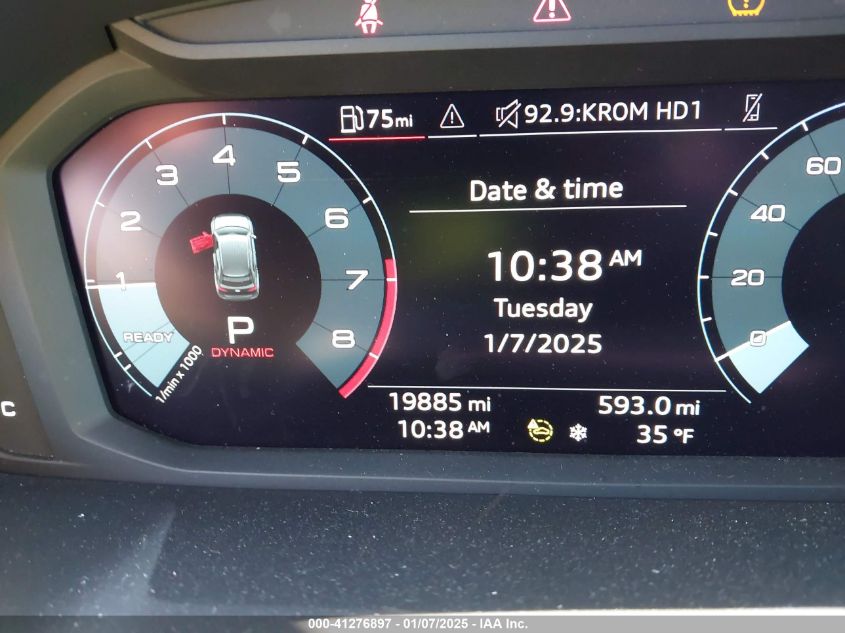 75mi 92.9:KROM HD1
1 2 3 4 5 6 7 8
READY
1/min x 1000
P
DYNAMIC
Date & time
10:38 AM
Tuesday
1/7/2025
0 20 40 60
19885 mi 593.0 mi
10:38 AM 35 °F
C
000-41276897 - 01/07/2025 - IAA Inc.